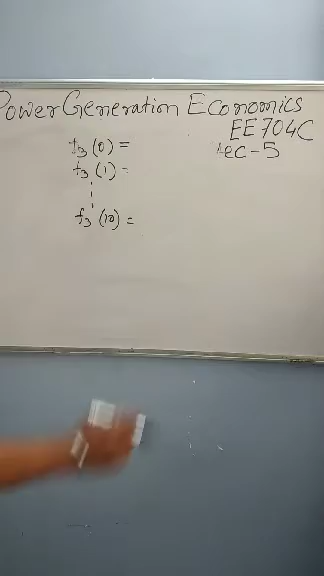 Power Generation Economics
EE704C
Lec-5
f₃(0) =
f₃(1) =
f₃(10) =